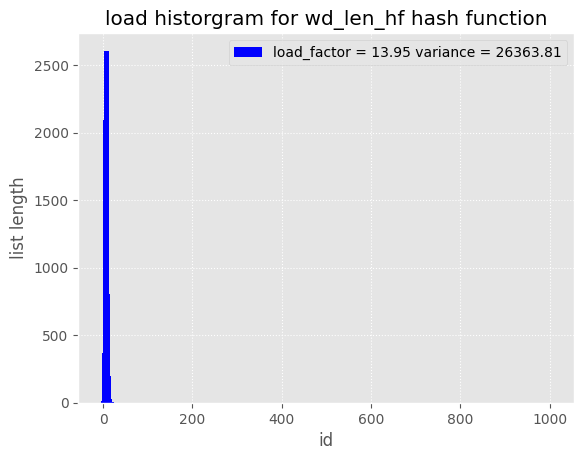 load historgram for wd_len_hf hash function
load_factor = 13.95 variance = 26363.81
2500
2000
1500
1000
500
0
list length
0 200 400 600 800 1000
id